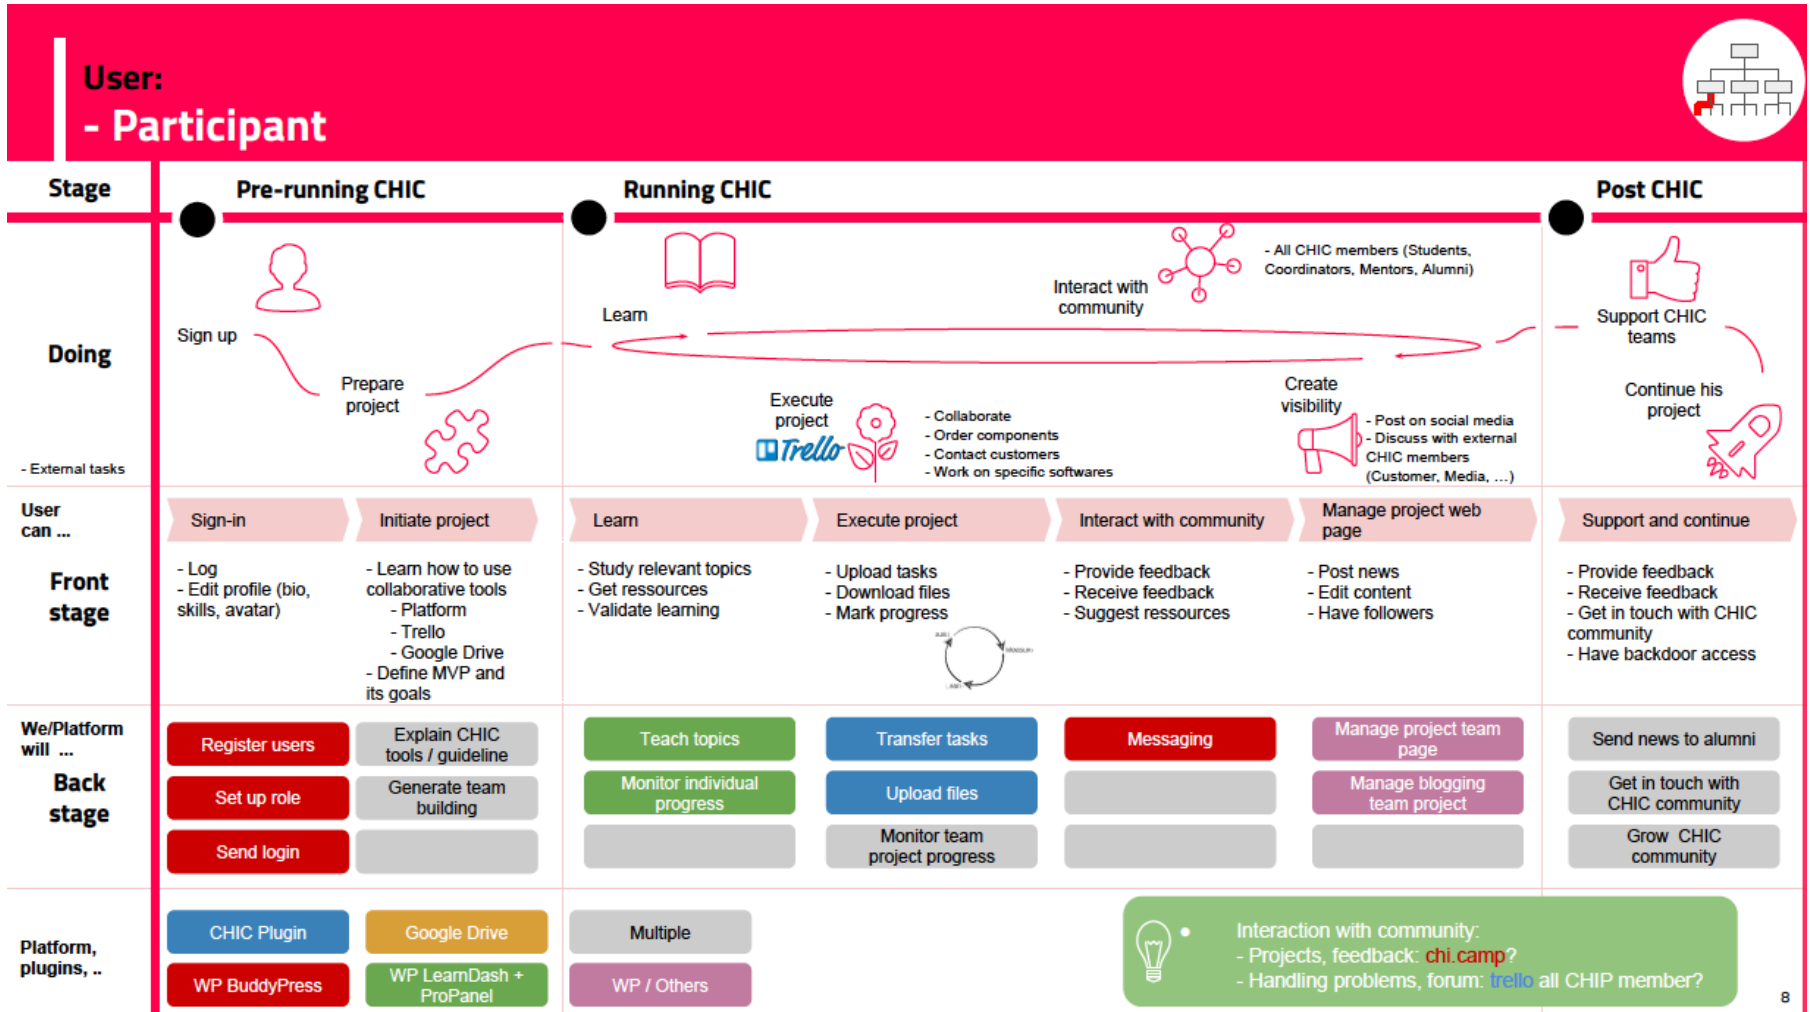 User:
- Participant
Stage
Pre-running CHIC
Running CHIC
Post CHIC
Doing
- External tasks
Sign up
Prepare
project
Learn
Execute
project
Trello
- Collaborate
- Order components
- Contact customers
- Work on specific softwares
Interact with
community
- All CHIC members (Students,
Coordinators, Mentors, Alumni)
Create
visibility
- Post on social media
- Discuss with external
CHIC members
(Customer, Media, ...)
Support CHIC
teams
Continue his
project
User
can ...
Front
stage
Sign-in
Initiate project
Learn
Execute project
Interact with community
Manage project web
page
Support and continue
- Log
- Edit profile (bio,
skills, avatar)
- Learn how to use
collaborative tools
- Platform
- Trello
- Google Drive
- Define MVP and
its goals
- Study relevant topics
- Get ressources
- Validate learning
- Upload tasks
- Download files
- Mark progress
- Provide feedback
- Receive feedback
- Suggest ressources
- Post news
- Edit content
- Have followers
- Provide feedback
- Receive feedback
- Get in touch with CHIC
community
- Have backdoor access
We/Platform
will ...
Back
stage
Register users
Set up role
Send login
Explain CHIC
tools / guideline
Generate team
building
Teach topics
Monitor individual
progress
Transfer tasks
Upload files
Monitor team
project progress
Messaging
Manage project team
page
Manage blogging
team project
Send news to alumni
Get in touch with
CHIC community
Grow CHIC
community
Platform,
plugins, ..
CHIC Plugin
Google Drive
Multiple
WP BuddyPress
WP LearnDash +
ProPanel
WP / Others
• Interaction with community:
- Projects, feedback: chi.camp?
- Handling problems, forum: trello all CHIP member?
8